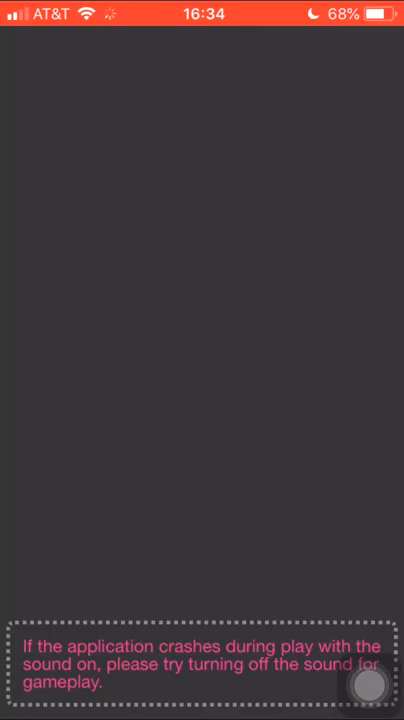 AT&T 16:34 68%
If the application crashes during play with the
sound on, please try turning off the sound for
gameplay.